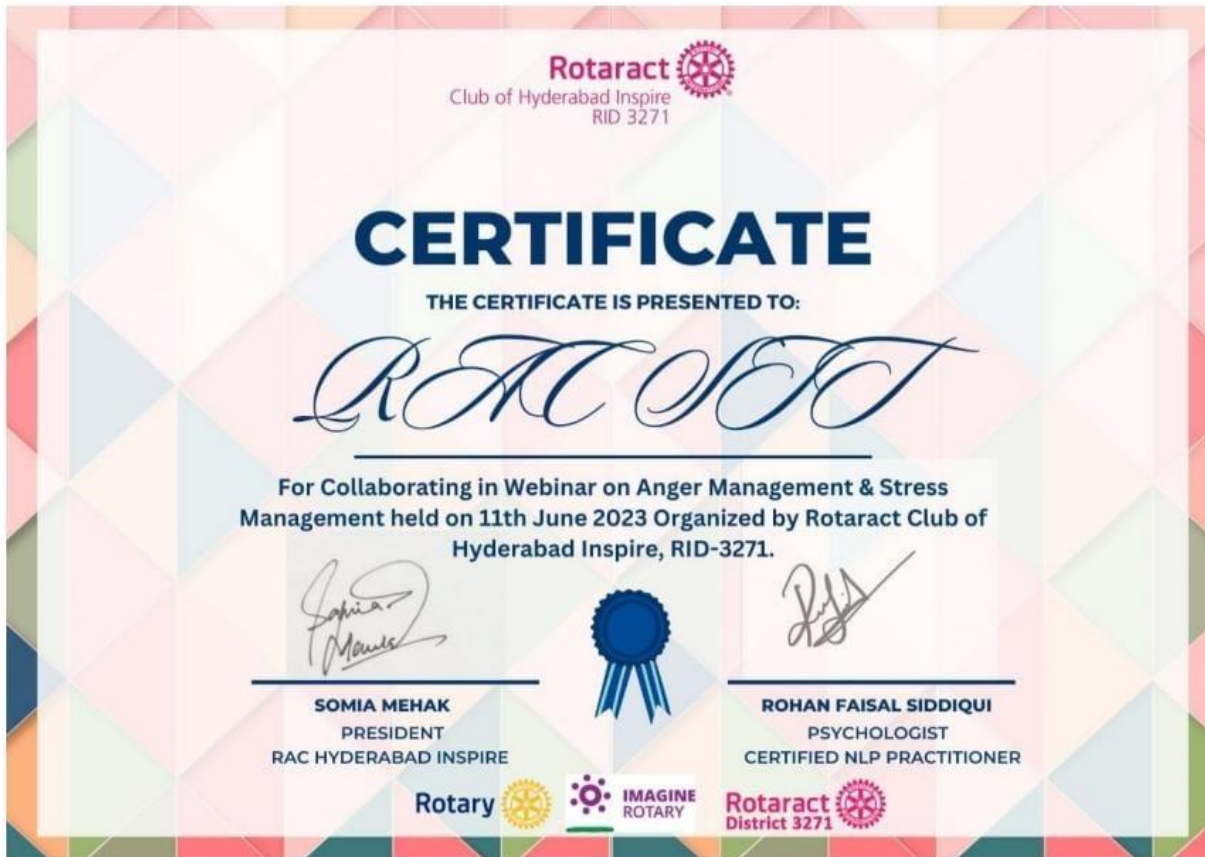 Rotaract
Club of Hyderabad Inspire
RID 3271
CERTIFICATE
THE CERTIFICATE IS PRESENTED TO:
RAC SIT
For Collaborating in Webinar on Anger Management & Stress
Management held on 11th June 2023 Organized by Rotaract Club of
Hyderabad Inspire, RID-3271.
SOMIA MEHAK
PRESIDENT
RAC HYDERABAD INSPIRE
ROHAN FAISAL SIDDIQUI
PSYCHOLOGIST
CERTIFIED NLP PRACTITIONER
Rotary
IMAGINE
ROTARY
Rotaract
District 3271